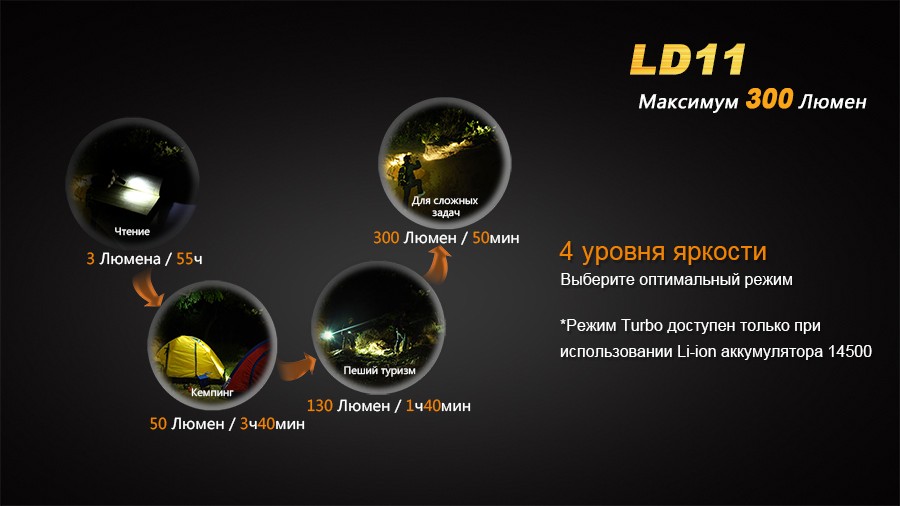 LD11
Максимум 300 Люмен
Чтение
3 Люмена / 55ч
Кемпинг
50 Люмен / 3ч40мин
Пеший туризм
130 Люмен / 1ч40мин
Для сложных
задач
300 Люмен / 50мин
4 уровня яркости
Выберите оптимальный режим
*Режим Turbo доступен только при
использовании Li-ion аккумулятора 14500